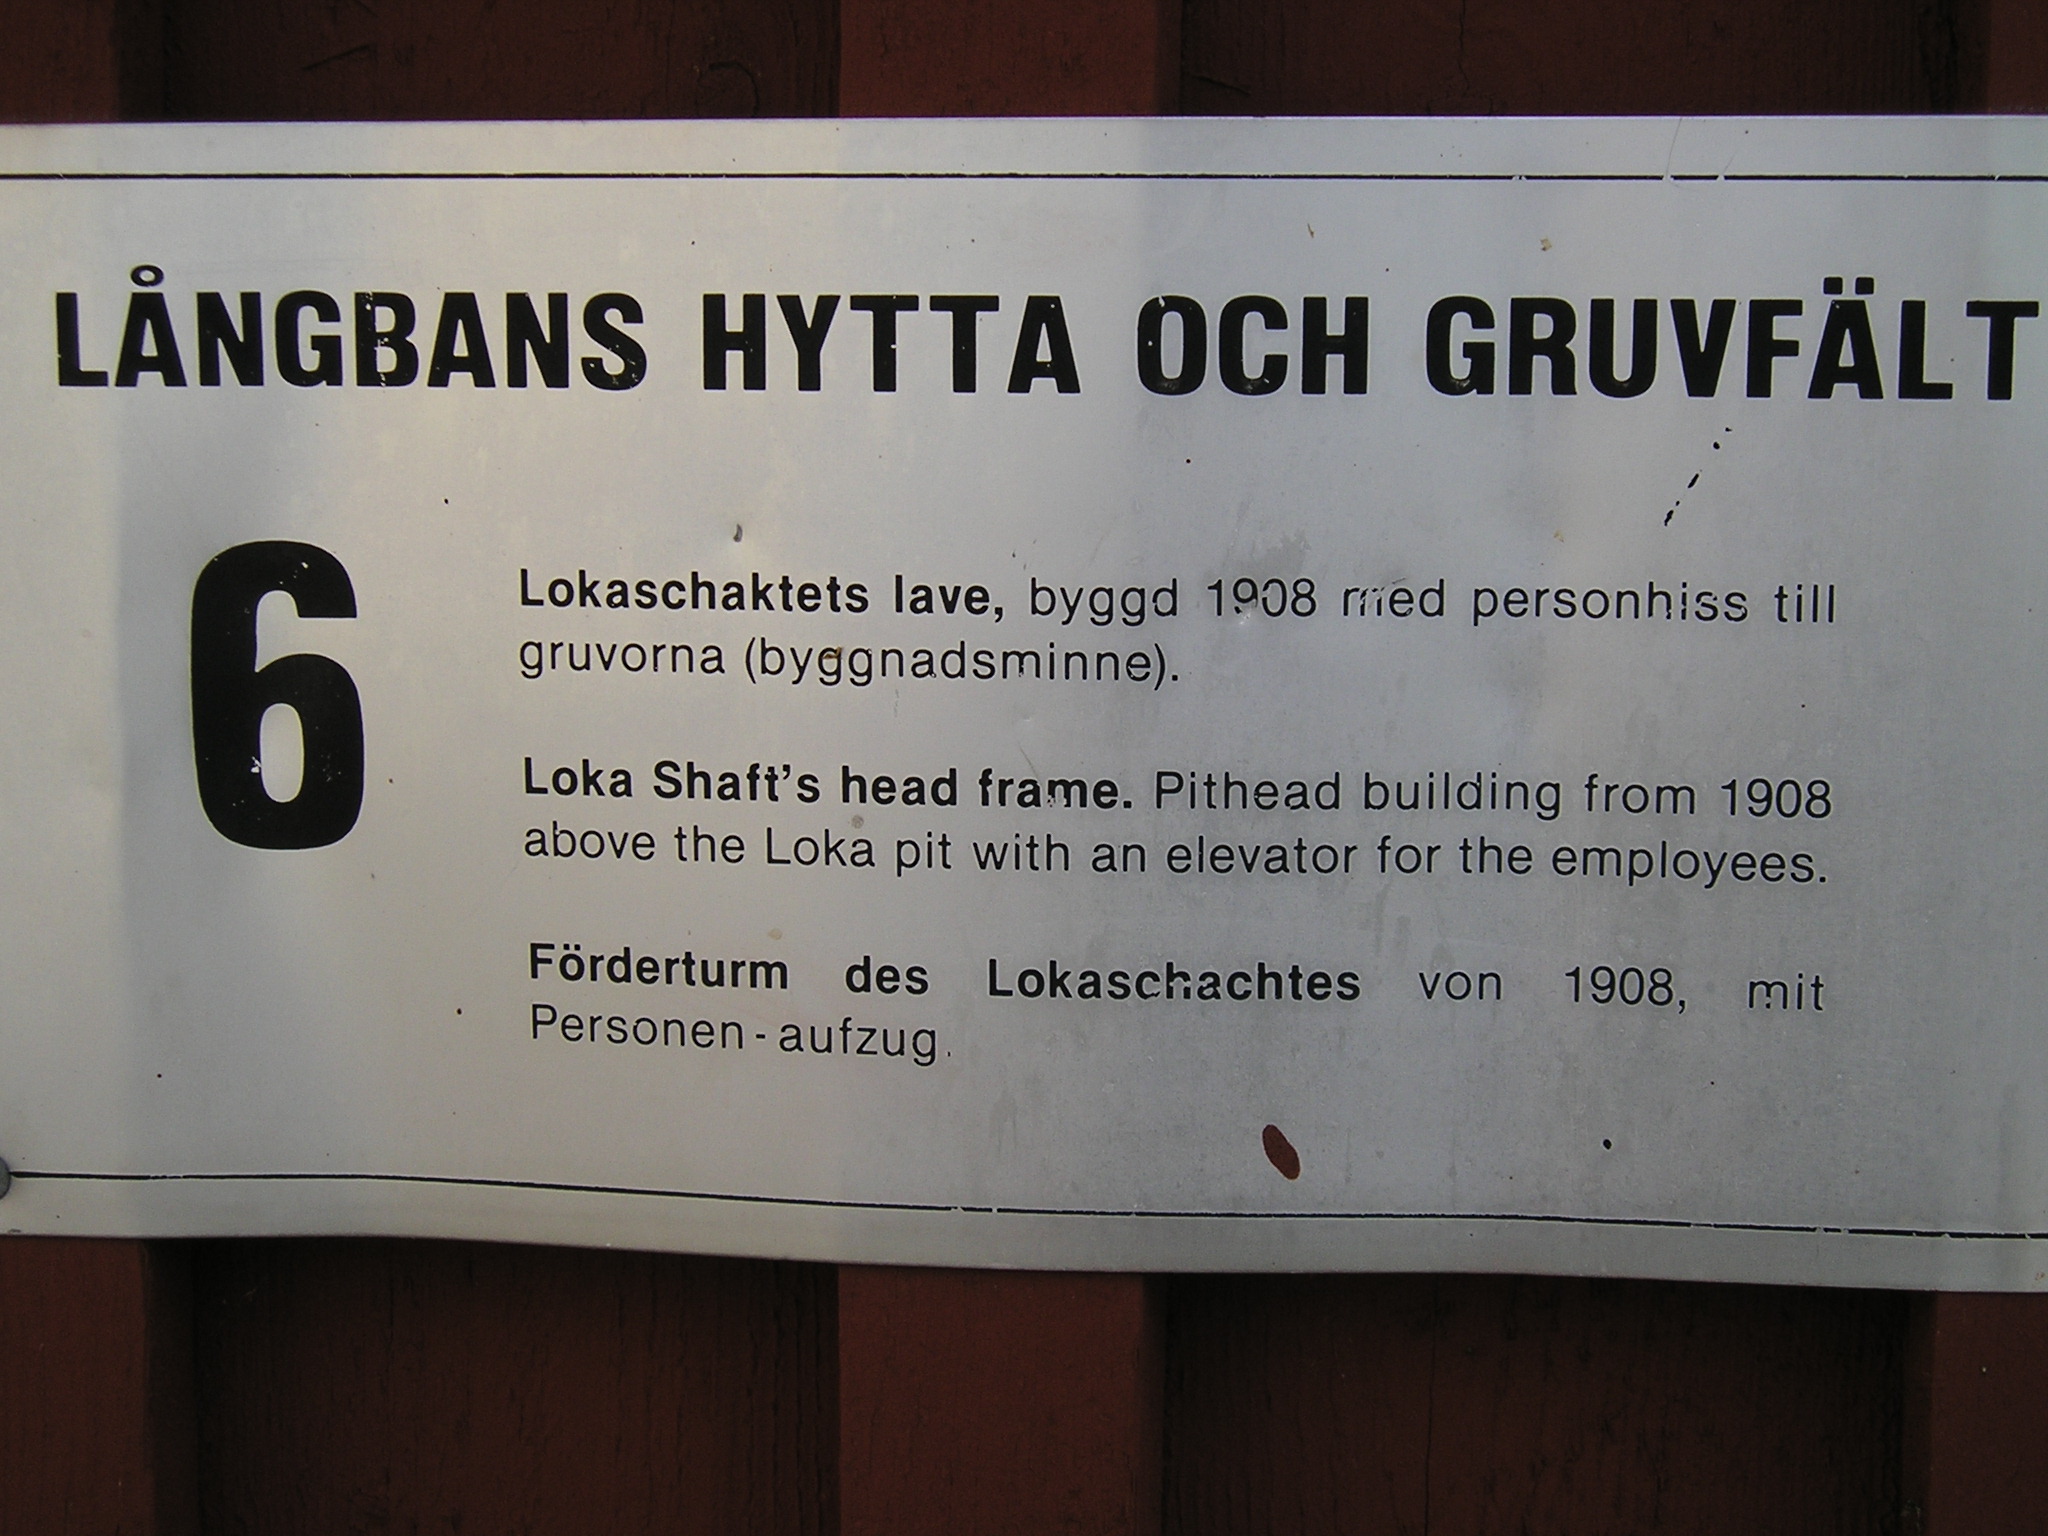 LÅNGBANS HYTTA OCH GRUVFÄLT
6
Lokaschaktets lave, byggd 1908 med personhiss till
gruvorna (byggnadsminne).
Loka Shaft's head frame. Pithead building from 1908
above the Loka pit with an elevator for the employees.
Förderturm des Lokaschachtes von 1908, mit
Personen-aufzug.